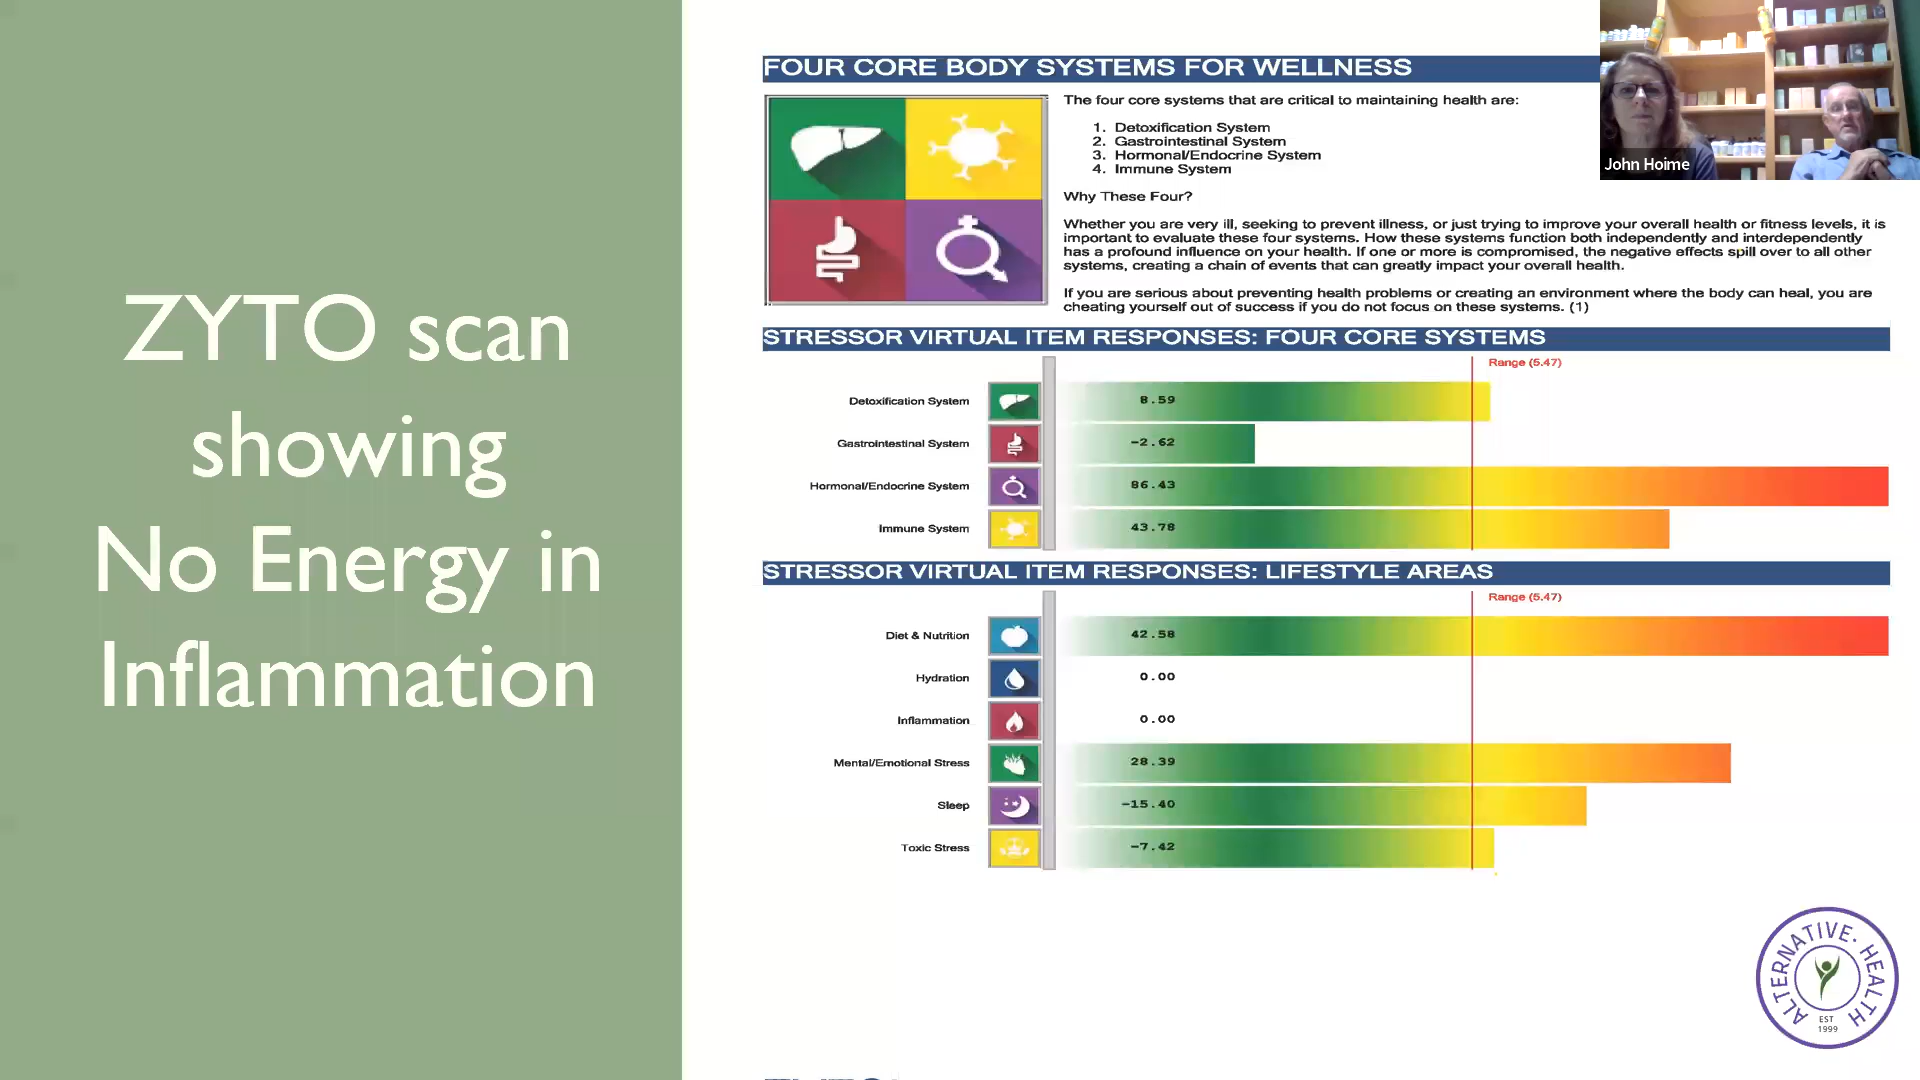 ZYTO scan
showing
No Energy in
Inflammation
FOUR CORE BODY SYSTEMS FOR WELLNESS
The four core systems that are critical to maintaining health are:
1. Detoxification System
2. Gastrointestinal System
3. Hormonal/Endocrine System
4. Immune System
Why These Four?
Whether you are very ill, seeking to prevent illness, or just trying to improve your overall health or fitness levels, it is
important to evaluate these four systems. How these systems function both independently and interdependently
has a profound influence on your health. If one or more is compromised, the negative effects spill over to all other
systems, creating a chain of events that can greatly impact your overall health.
If you are serious about preventing health problems or creating an environment where the body can heal, you are
cheating yourself out of success if you do not focus on these systems. (1)
STRESSOR VIRTUAL ITEM RESPONSES: FOUR CORE SYSTEMS
Range (5.47)
Detoxification System 8.59
Gastrointestinal System -2.62
Hormonal/Endocrine System 86.43
Immune System 43.78
STRESSOR VIRTUAL ITEM RESPONSES: LIFESTYLE AREAS
Range (5.47)
Diet & Nutrition 42.58
Hydration 0.00
Inflammation 0.00
Mental/Emotional Stress 28.39
Sleep -15.40
Toxic Stress -7.42
John Hoime
ALTERNATIVE · HEALTH
EST
1999